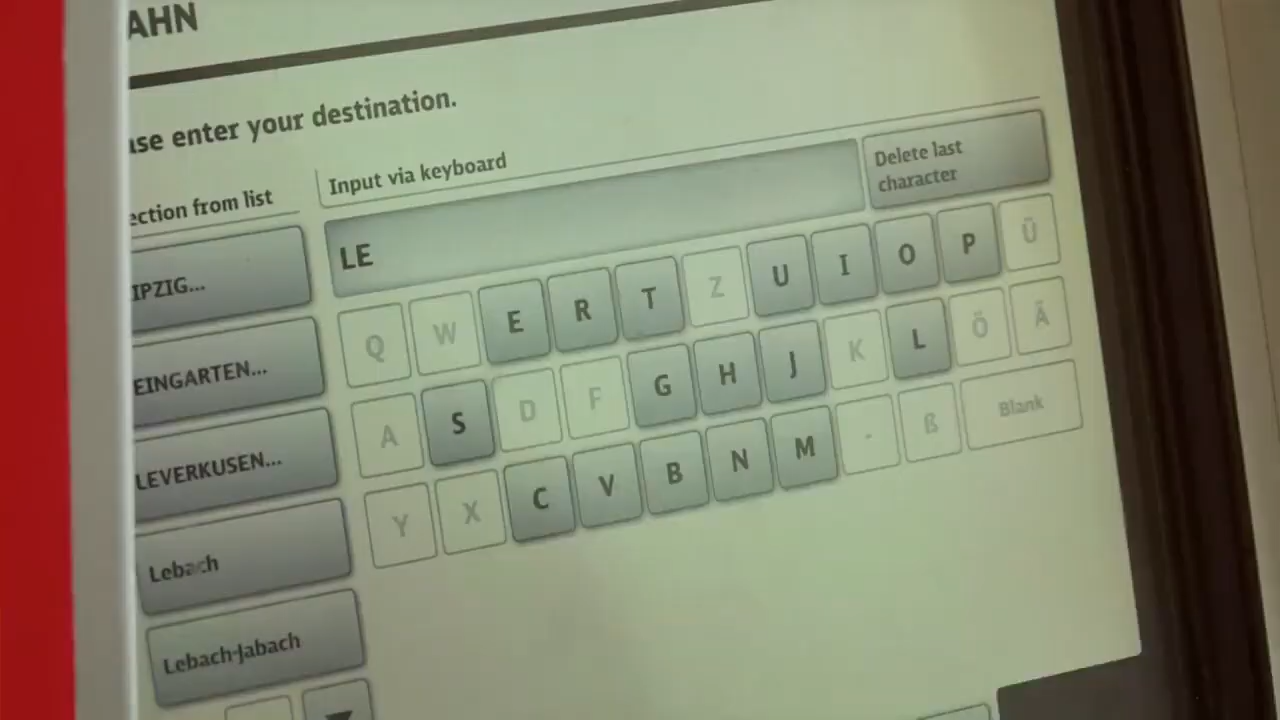 AHN
ase enter your destination.
ection from list
Input via keyboard
Delete last
character
LE
IPZIG...
EINGARTEN...
LEVERKUSEN...
Lebach
Lebach-Jabach
Q W E R T Z U I O P Ü
A S D F G H J K L Ö Ä
Y X C V B N M - ß Blank